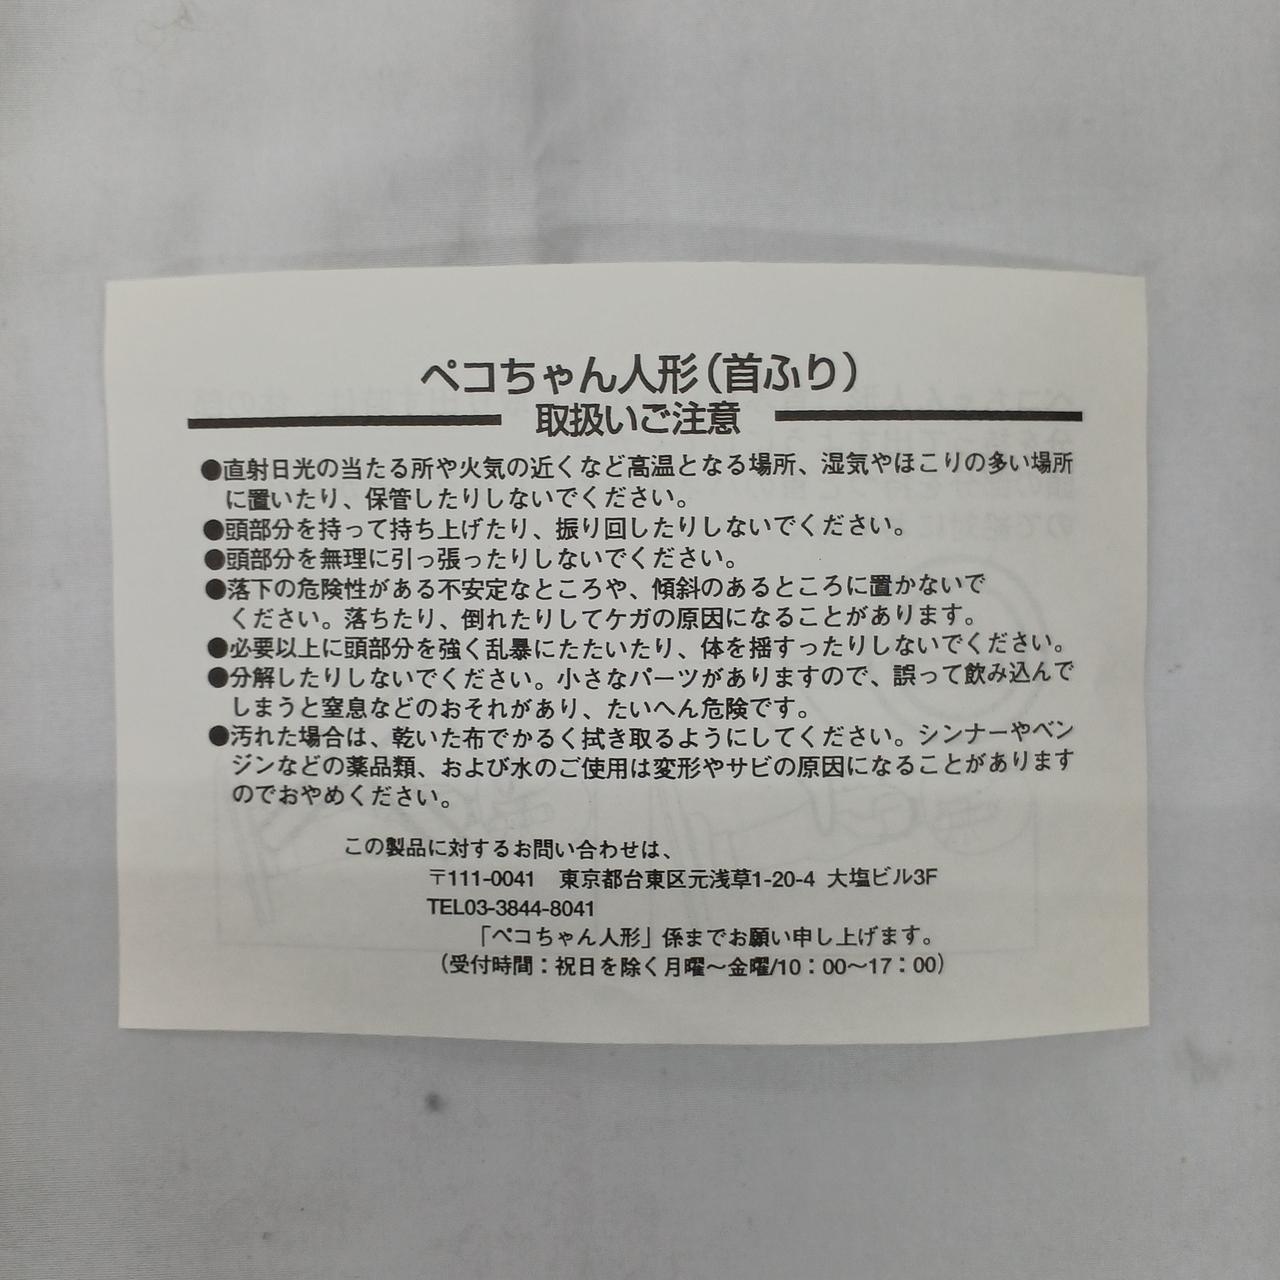 ペコちゃん人形（首ふり）
取扱いご注意
●直射日光の当たる所や火気の近くなど高温となる場所、湿気やほこりの多い場所
に置いたり、保管したりしないでください。
●頭部分を持って持ち上げたり、振り回したりしないでください。
●頭部分を無理に引っ張ったりしないでください。
●落下の危険性がある不安定なところや、傾斜のあるところに置かないで
ください。落ちたり、倒れたりしてケガの原因になることがあります。
●必要以上に頭部分を強く乱暴にたたいたり、体を揺すったりしないでください。
●分解したりしないでください。小さなパーツがありますので、誤って飲み込んで
しまうと窒息などのおそれがあり、たいへん危険です。
●汚れた場合は、乾いた布でかるく拭き取るようにしてください。シンナーやベン
ジンなどの薬品類、および水のご使用は変形やサビの原因になることがあります
のでおやめください。
この製品に対するお問い合わせは、
〒111-0041　東京都台東区元浅草1-20-4 大塩ビル3F
TEL03-3844-8041
「ペコちゃん人形」係までお願い申し上げます。
（受付時間：祝日を除く月曜〜金曜/10：00〜17：00）